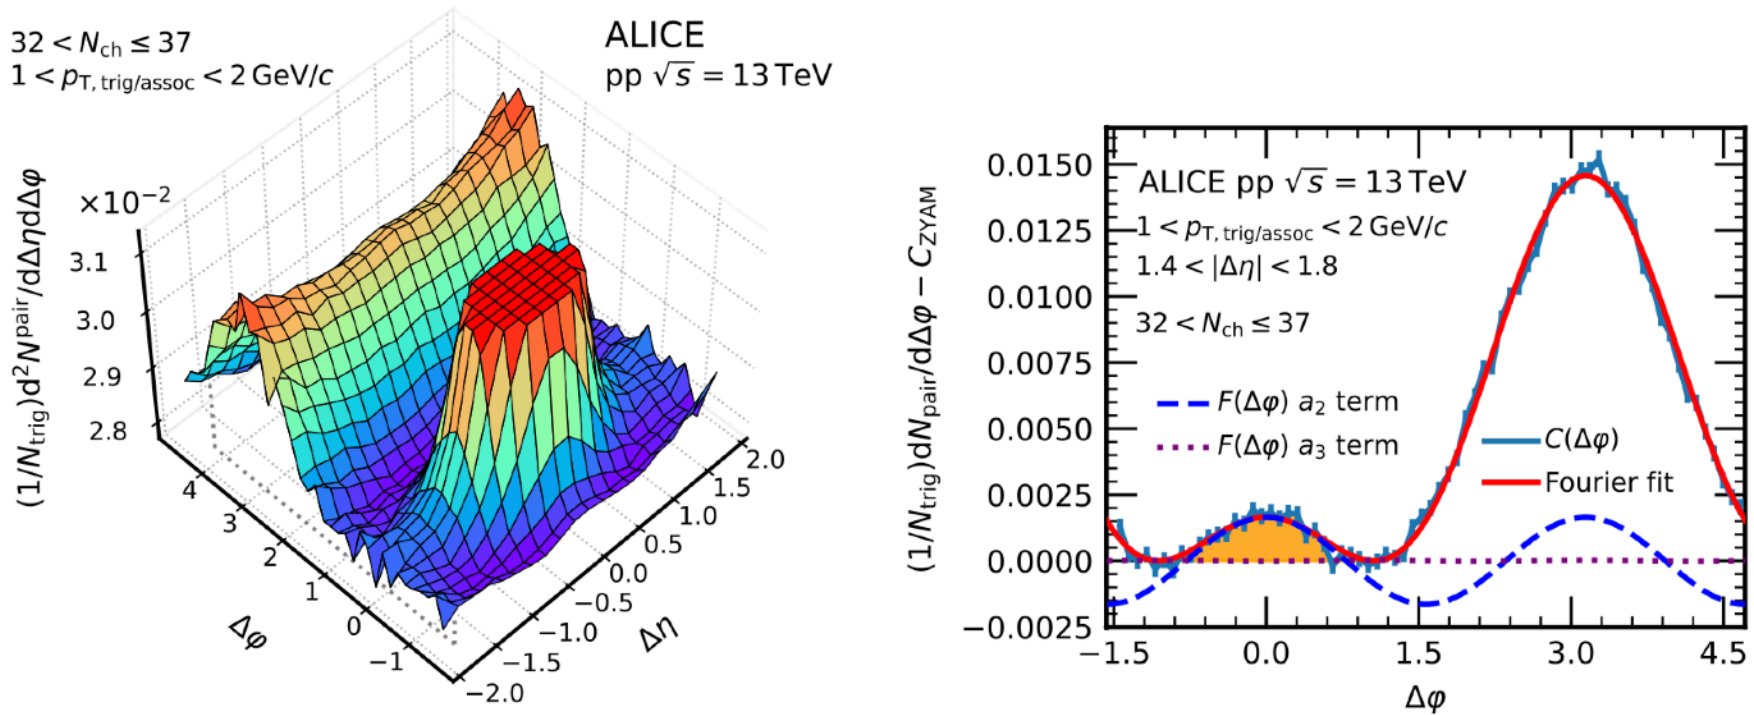 32 < N_ch ≤ 37
1 < p_T, trig/assoc < 2 GeV/c
ALICE
pp √s = 13 TeV
(1/N_trig)d²N^pair/dΔηdΔφ
×10⁻²
3.1
3.0
2.9
2.8
4
3
2
1
0
−1
Δφ
2.0
1.5
1.0
0.5
0.0
−0.5
−1.0
−1.5
−2.0
Δη
(1/N_trig)dN_pair/dΔφ − C_ZYAM
0.0150
0.0125
0.0100
0.0075
0.0050
0.0025
0.0000
−0.0025
ALICE pp √s = 13 TeV
1 < p_T, trig/assoc < 2 GeV/c
1.4 < |Δη| < 1.8
32 < N_ch ≤ 37
F(Δφ) a₂ term
F(Δφ) a₃ term
C(Δφ)
Fourier fit
−1.5 0.0 1.5 3.0 4.5
Δφ